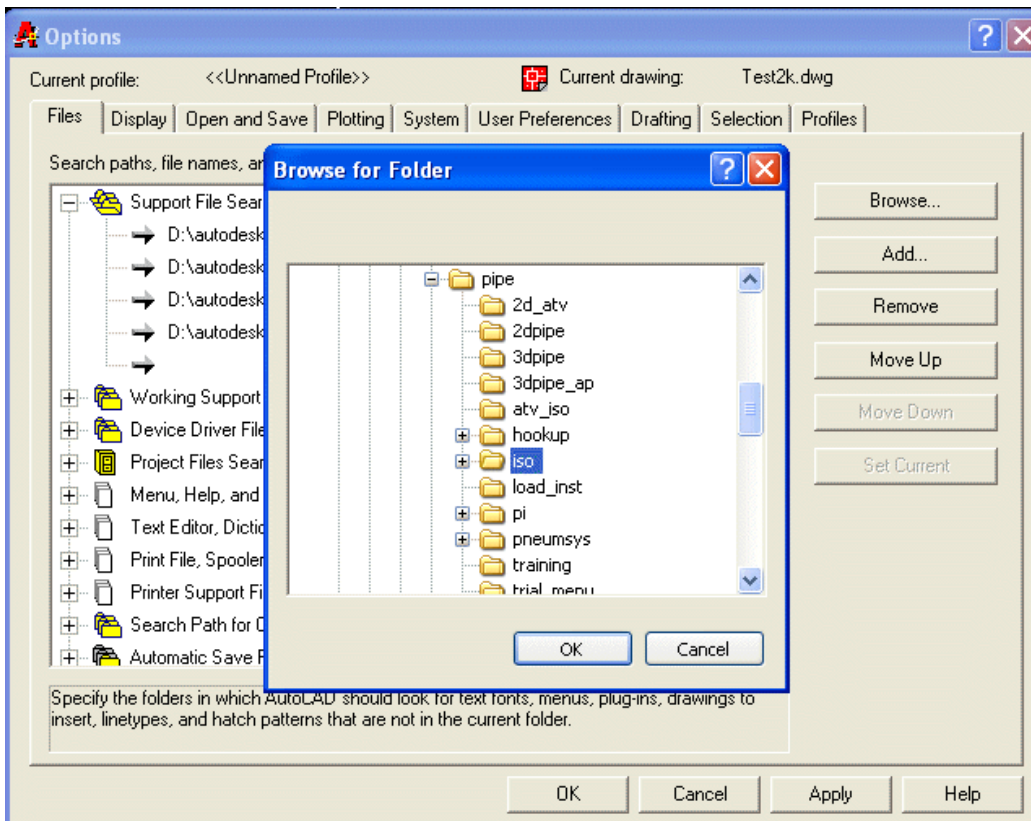 Options
Current profile: <<Unnamed Profile>> Current drawing: Test2k.dwg
Files Display Open and Save Plotting System User Preferences Drafting Selection Profiles
Search paths, file names, an
Browse for Folder
Support File Sear
D:\autodesk
D:\autodesk
D:\autodesk
D:\autodesk
Working Support
Device Driver File
Project Files Sear
Menu, Help, and
Text Editor, Dictio
Print File, Spooler
Printer Support Fi
Search Path for
Automatic Save F
pipe
2d_atv
2dpipe
3dpipe
3dpipe_ap
atv_iso
hookup
iso
load_inst
pi
pneumsys
training
trial_menu
OK Cancel
Browse...
Add...
Remove
Move Up
Move Down
Set Current
Specify the folders in which AutoCAD should look for text fonts, menus, plug-ins, drawings to
insert, linetypes, and hatch patterns that are not in the current folder.
OK Cancel Apply Help